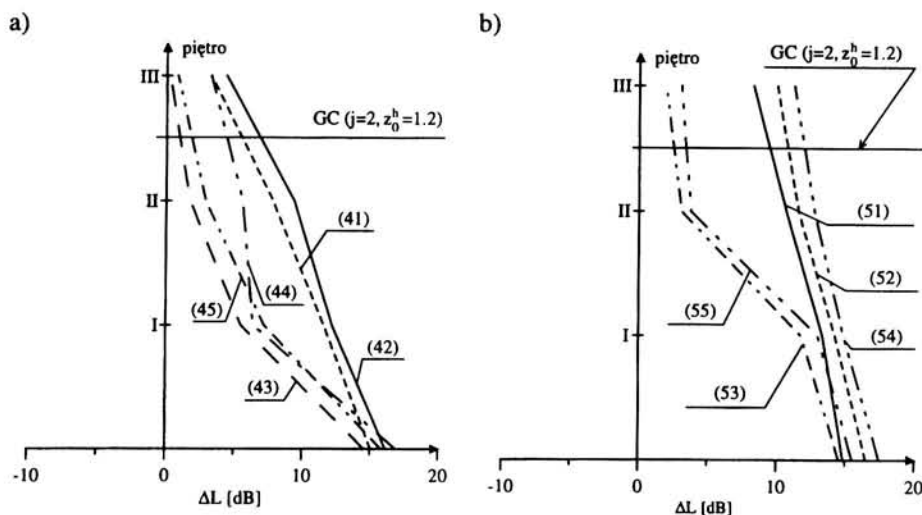 a)
piętro
III
GC (j=2, z₀ʰ=1.2)
II
(41)
(45)
(44)
I
(43)
(42)
-10 0 10 20
ΔL [dB]
b)
piętro
GC (j=2, z₀ʰ=1.2)
III
II
(51)
(52)
(55)
(54)
I
(53)
-10 0 10 20
ΔL [dB]